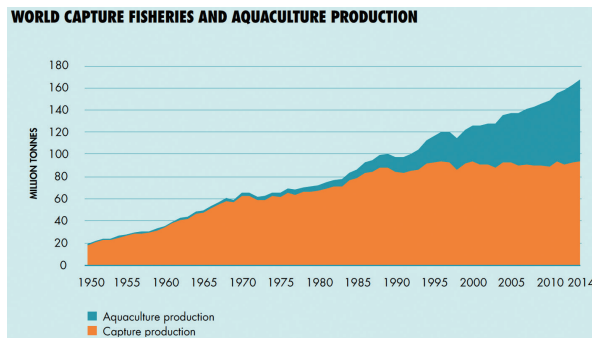 WORLD CAPTURE FISHERIES AND AQUACULTURE PRODUCTION
MILLION TONNES
180
160
140
120
100
80
60
40
20
0
1950 1955 1960 1965 1970 1975 1980 1985 1990 1995 2000 2005 2010 2014
Aquaculture production
Capture production